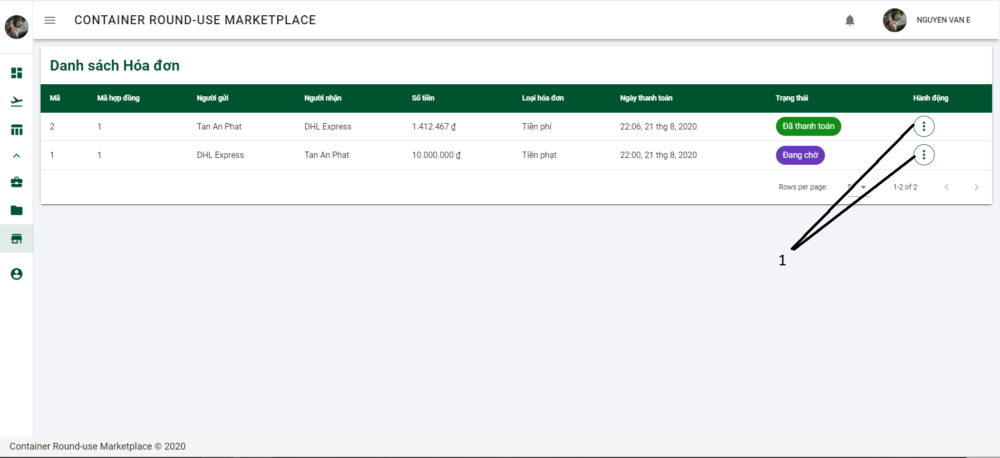 CONTAINER ROUND-USE MARKETPLACE NGUYEN VAN E
Danh sách Hóa đơn
Mã Mã hợp đồng Người gửi Người nhận Số tiền Loại hóa đơn Ngày thanh toán Trạng thái Hành động
2 1 Tan An Phat DHL Express 1.412.467 ₫ Tiền phí 22:06, 21 thg 8, 2020 Đã thanh toán
1 1 DHL Express Tan An Phat 10.000.000 ₫ Tiền phạt 22:00, 21 thg 8, 2020 Đang chờ
Rows per page: 5 1-2 of 2
1
Container Round-use Marketplace © 2020